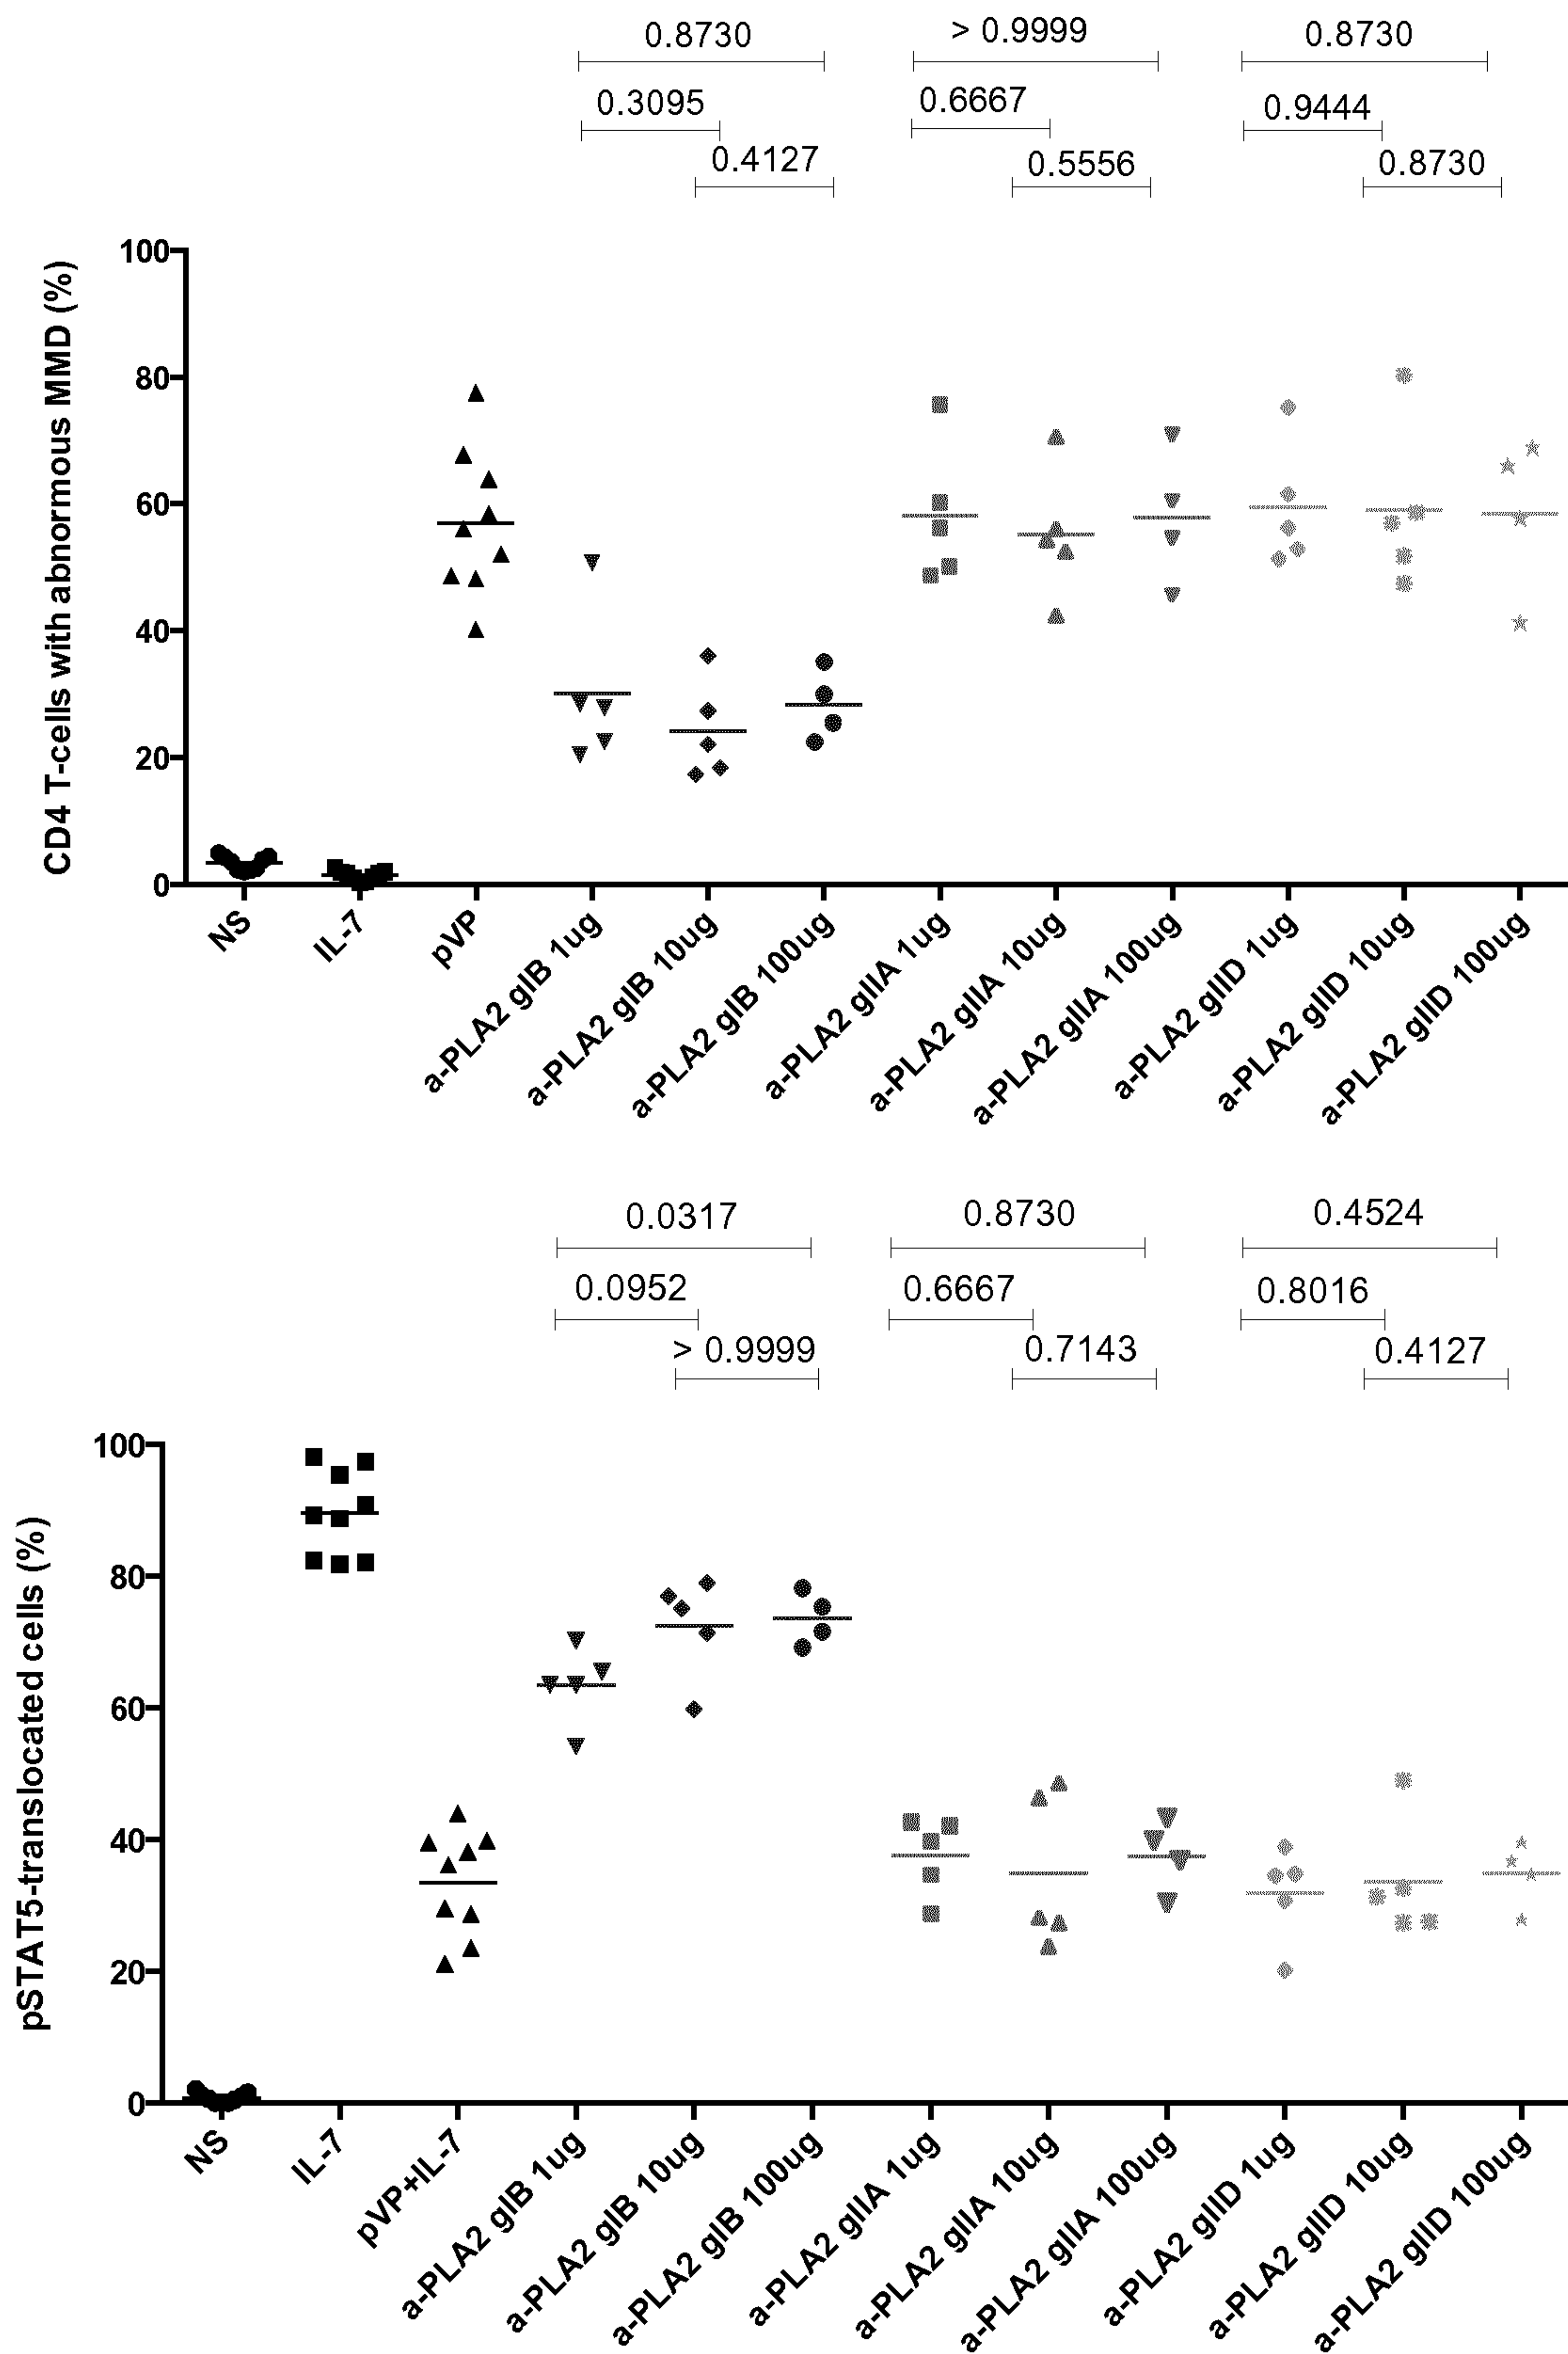 0.8730
> 0.9999
0.8730
0.3095
0.6667
0.9444
0.4127
0.5556
0.8730
CD4 T-cells with abnormous MMD (%)
100
80
60
40
20
0
NS
IL-7
pVP
a-PLA2 gIB 1ug
a-PLA2 gIB 10ug
a-PLA2 gIB 100ug
a-PLA2 gIIA 1ug
a-PLA2 gIIA 10ug
a-PLA2 gIIA 100ug
a-PLA2 gIID 1ug
a-PLA2 gIID 10ug
a-PLA2 gIID 100ug
0.0317
0.8730
0.4524
0.0952
0.6667
0.8016
> 0.9999
0.7143
0.4127
pSTAT5-translocated cells (%)
100
80
60
40
20
0
NS
IL-7
pVP+IL-7
a-PLA2 gIB 1ug
a-PLA2 gIB 10ug
a-PLA2 gIB 100ug
a-PLA2 gIIA 1ug
a-PLA2 gIIA 10ug
a-PLA2 gIIA 100ug
a-PLA2 gIID 1ug
a-PLA2 gIID 10ug
a-PLA2 gIID 100ug